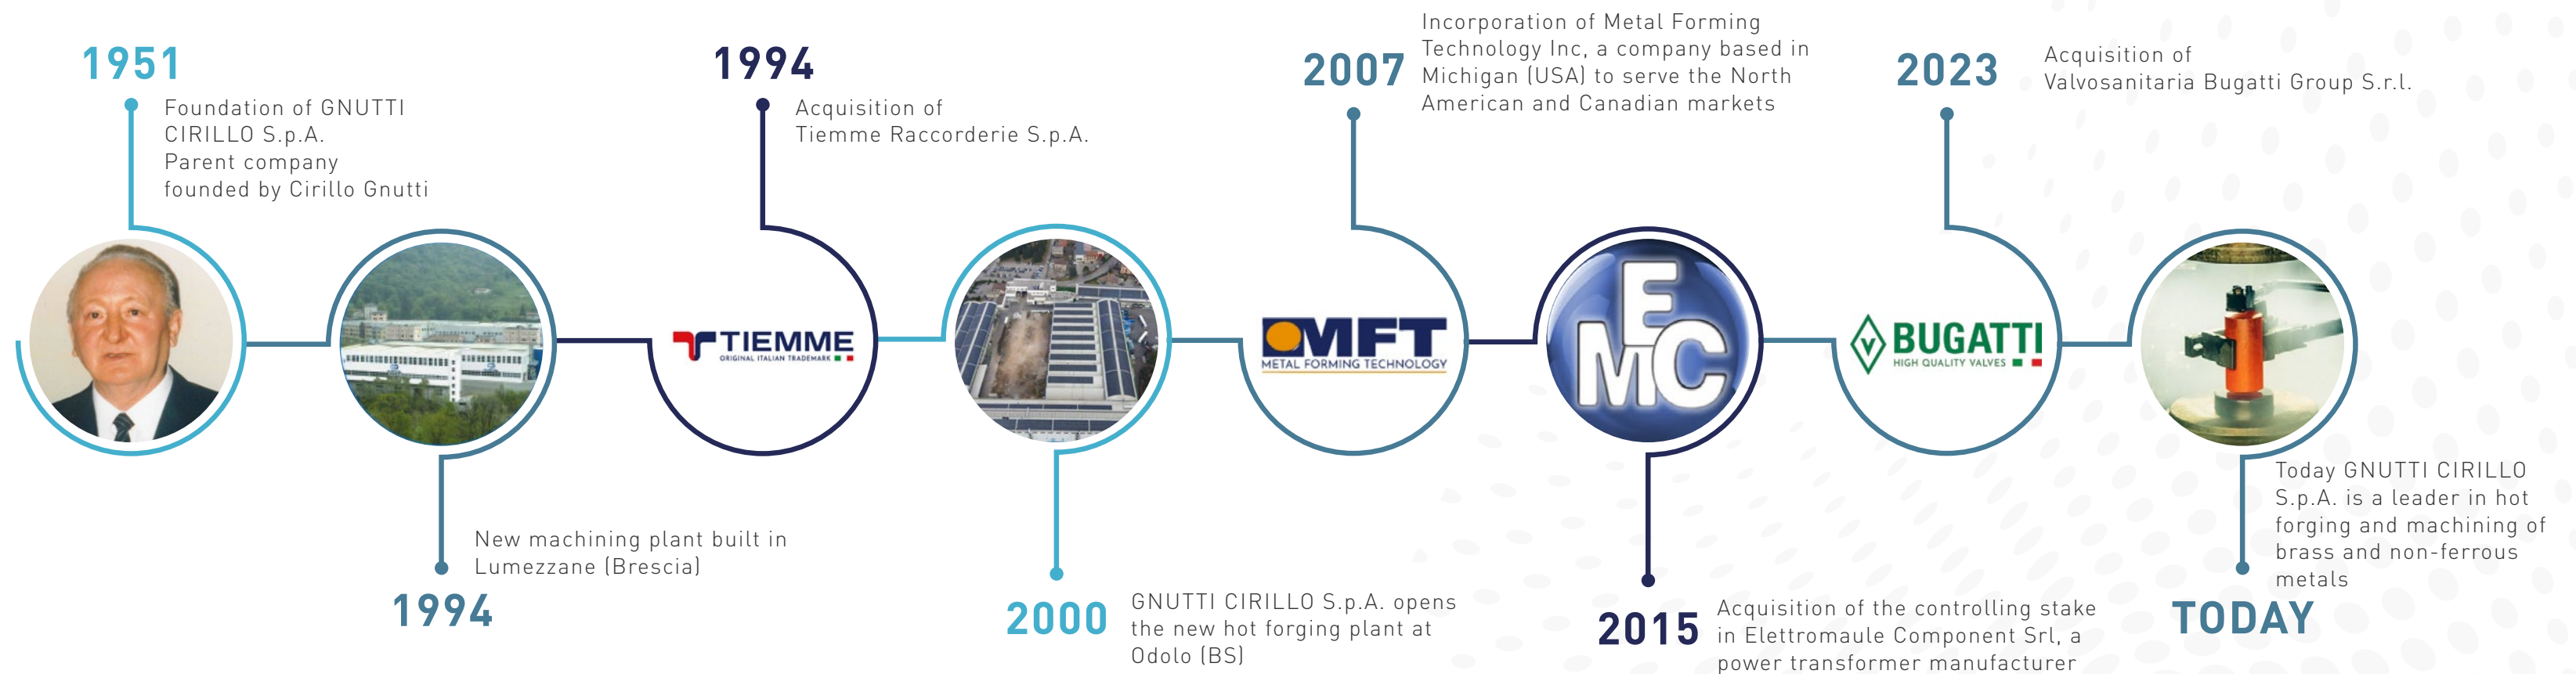 1951
Foundation of GNUTTI
CIRILLO S.p.A.
Parent company
founded by Cirillo Gnutti
New machining plant built in
Lumezzane (Brescia)
1994
1994
Acquisition of
Tiemme Raccorderie S.p.A.
TIEMME
ORIGINAL ITALIAN TRADEMARK
2000
GNUTTI CIRILLO S.p.A. opens
the new hot forging plant at
Odolo (BS)
2007
Incorporation of Metal Forming
Technology Inc, a company based in
Michigan (USA) to serve the North
American and Canadian markets
MFT
METAL FORMING TECHNOLOGY
EMC
2015
Acquisition of the controlling stake
in Elettromaule Component Srl, a
power transformer manufacturer
2023
Acquisition of
Valvosanitaria Bugatti Group S.r.l.
V
BUGATTI
HIGH QUALITY VALVES
Today GNUTTI CIRILLO
S.p.A. is a leader in hot
forging and machining of
brass and non-ferrous
metals
TODAY